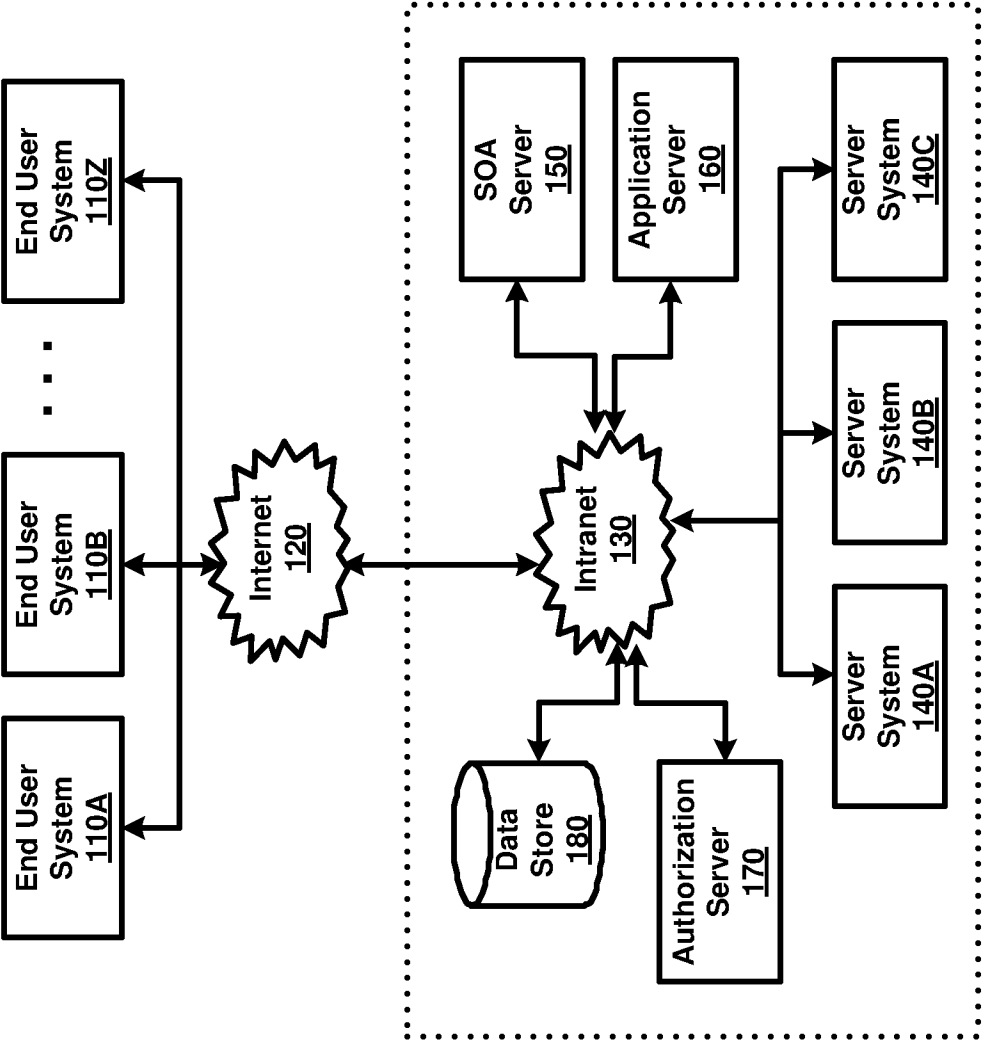 End User
System
110A
End User
System
110B
. . .
End User
System
110Z
Internet
120
Data
Store
180
Authorization
Server
170
Intranet
130
SOA
Server
150
Application
Server
160
Server
System
140A
Server
System
140B
Server
System
140C